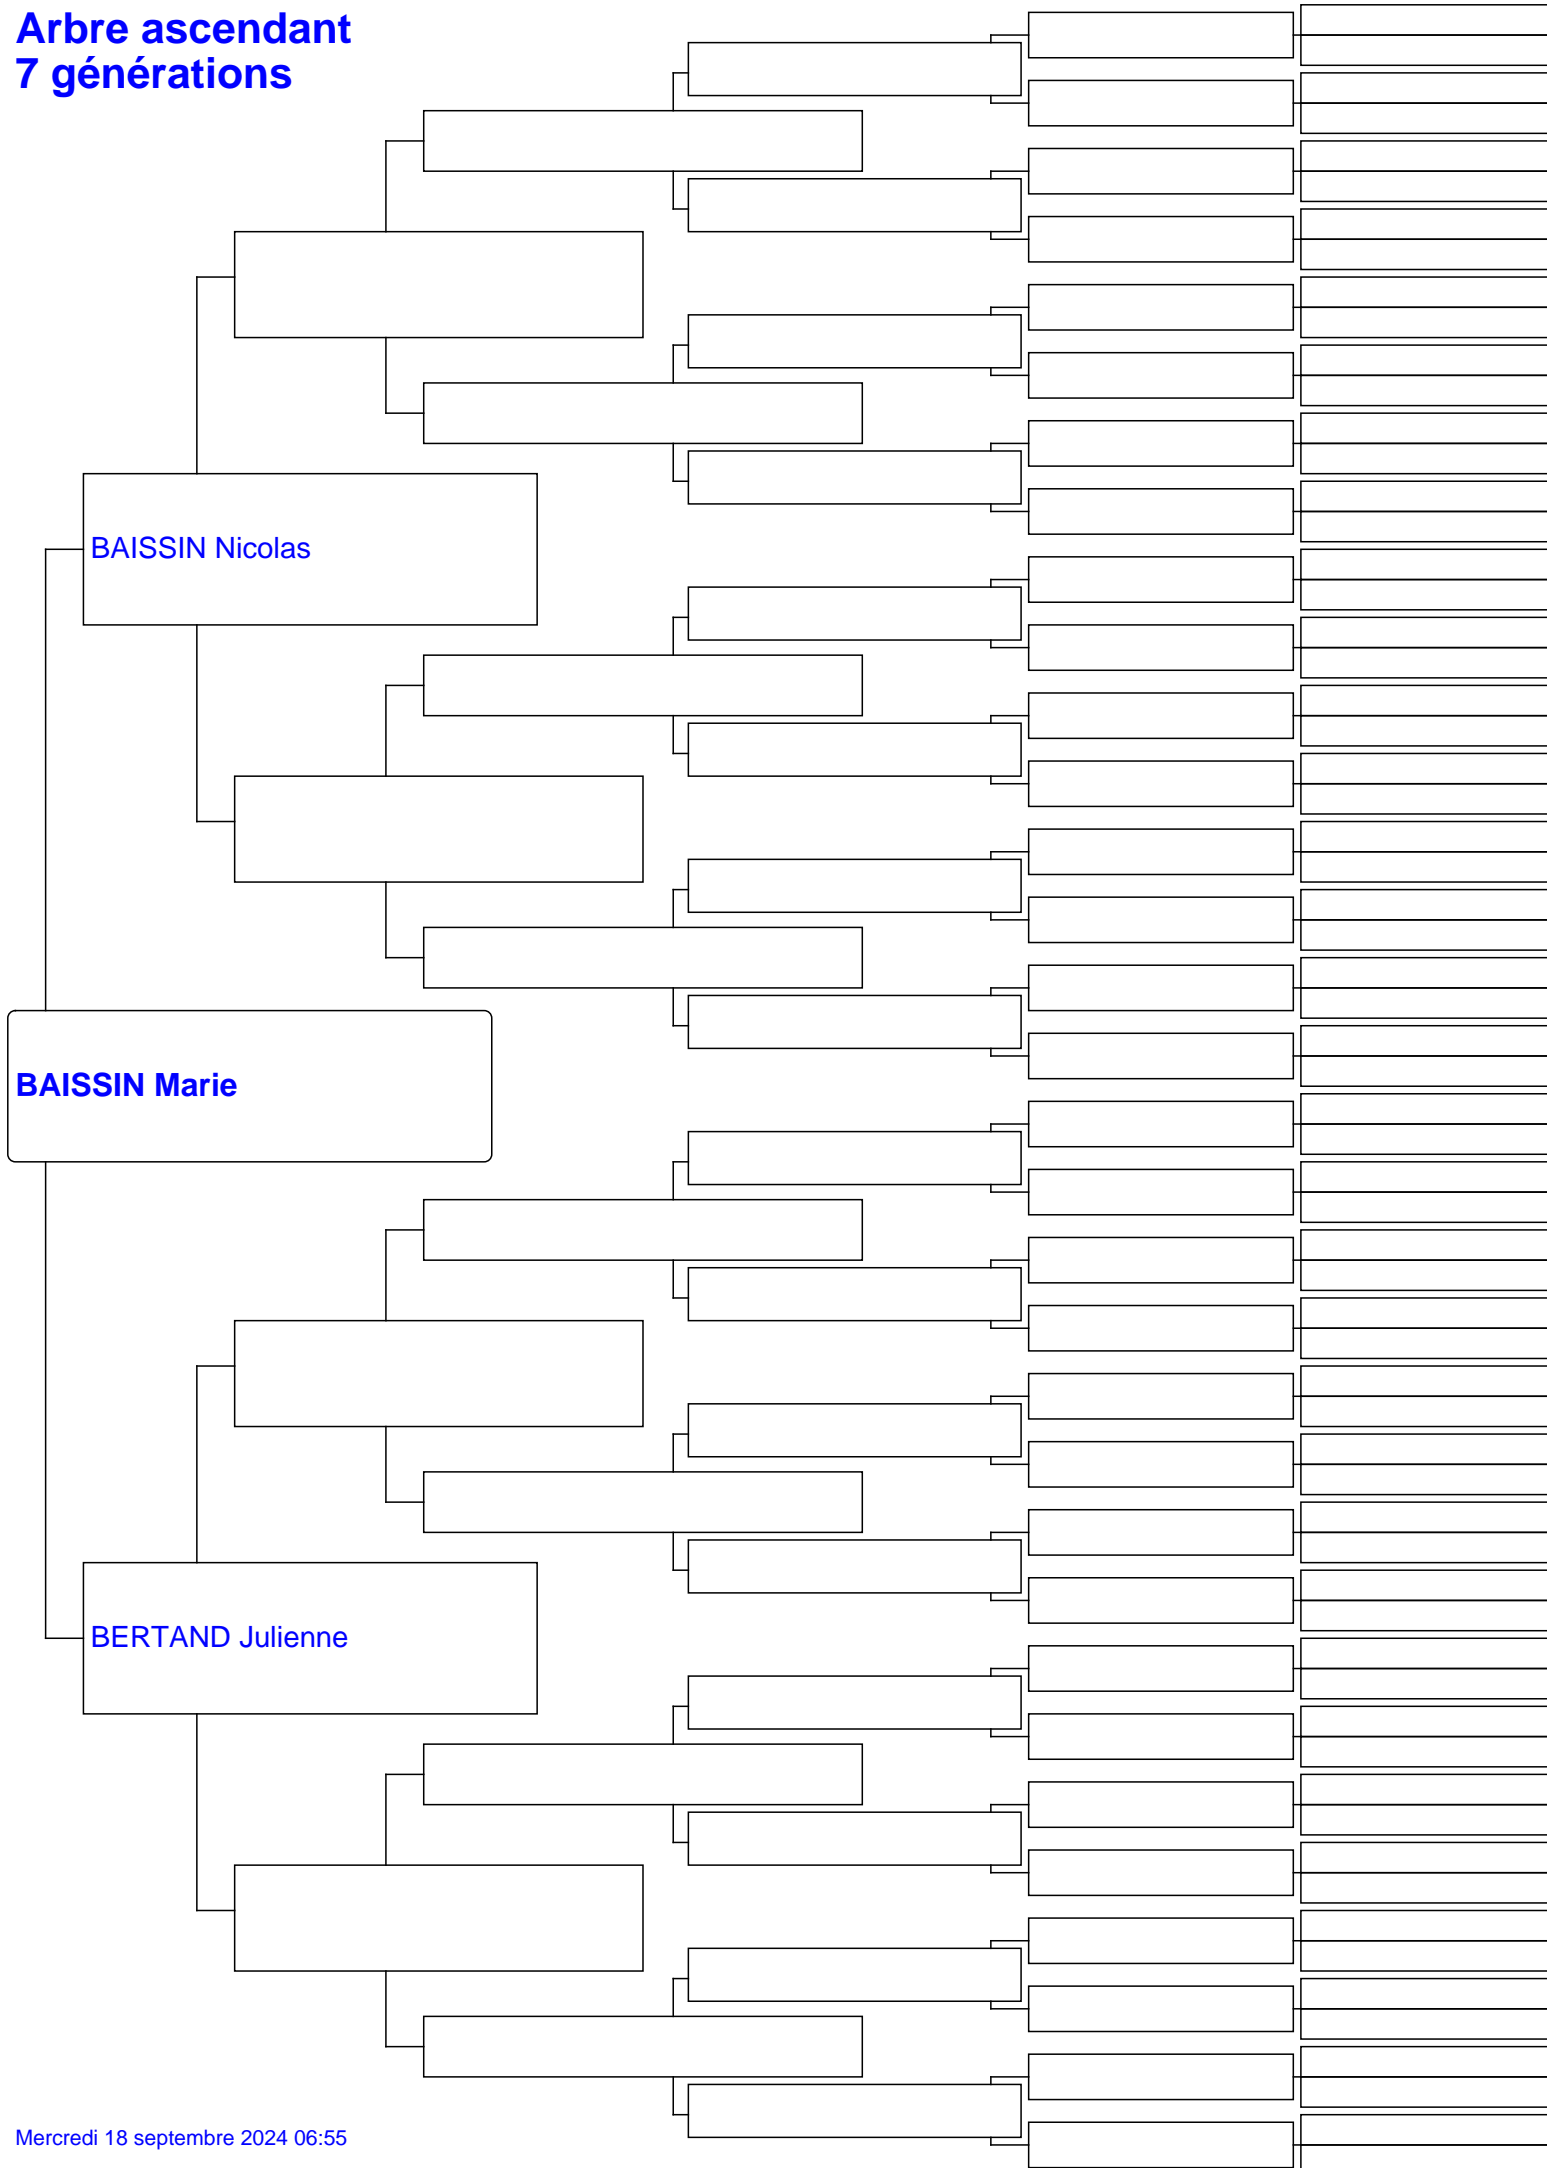 Arbre ascendant
7 générations
BAISSIN Nicolas
BAISSIN Marie
BERTAND Julienne
Mercredi 18 septembre 2024 06:55